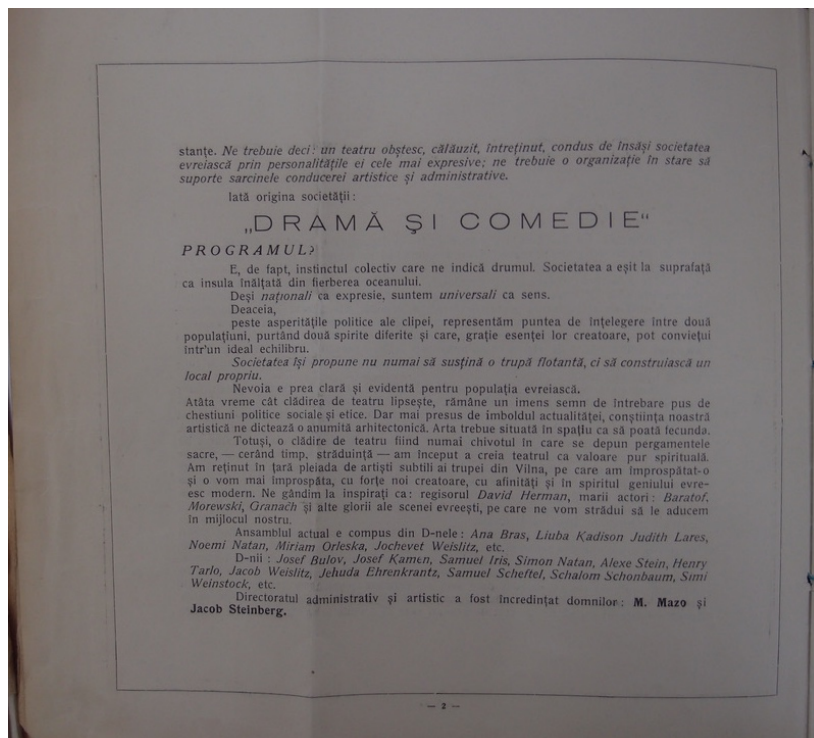 stanțe. Ne trebuie deci: un teatru obștesc, călăuzit, întreținut, condus de însăși societatea
evreiască prin personalitățile ei cele mai expresive; ne trebuie o organizație în stare să
suporte sarcinele conducerei artistice și administrative.
Iată origina societății:
„DRAMĂ ȘI COMEDIE“
PROGRAMUL?
E, de fapt, instinctul colectiv care ne indică drumul. Societatea a eșit la suprafață
ca insula înălțată din fierberea oceanului.
Deși naționali ca expresie, suntem universali ca sens.
Deaceia,
peste asperitățile politice ale clipei, representăm puntea de înțelegere între două
populațiuni, purtând două spirite diferite și care, grație esenței lor creatoare, pot conviețui
într'un ideal echilibru.
Societatea își propune nu numai să susțină o trupă flotantă, ci să construiască un
local propriu.
Nevoia e prea clară și evidentă pentru populația evreiască.
Atâta vreme cât clădirea de teatru lipsește, rămâne un imens semn de întrebare pus de
chestiuni politice sociale și etice. Dar mai presus de imboldul actualităței, conștiința noastră
artistică ne dictează o anumită arhitectonică. Arta trebue situată în spațiu ca să poată fecunda.
Totuși, o clădire de teatru fiind numai chivotul în care se depun pergamentele
sacre, — cerând timp, străduință — am început a creia teatrul ca valoare pur spirituală.
Am reținut în țară pleiada de artiști subtili ai trupei din Vilna, pe care am împrospătat-o
și o vom mai împrospăta, cu forțe noi creatoare, cu afinități și în spiritul geniului evre-
esc modern. Ne gândim la inspirați ca: regisorul David Herman, marii actori: Baratof,
Morewski, Granach și alte glorii ale scenei evreești, pe care ne vom strădui să le aducem
în mijlocul nostru.
Ansamblul actual e compus din D-nele: Ana Bras, Liuba Kadison Judith Lares,
Noemi Natan, Miriam Orleska, Jochevet Weislitz, etc.
D-nii: Josef Bulov, Josef Kamen, Samuel Iris, Simon Natan, Alexe Stein, Henry
Tarlo, Jacob Weislitz, Jehuda Ehrenkrantz, Samuel Scheftel, Schalom Schonbaum, Simi
Weinstock, etc.
Directoratul administrativ și artistic a fost încredințat domnilor: M. Mazo și
Jacob Steinberg.
— 2 —